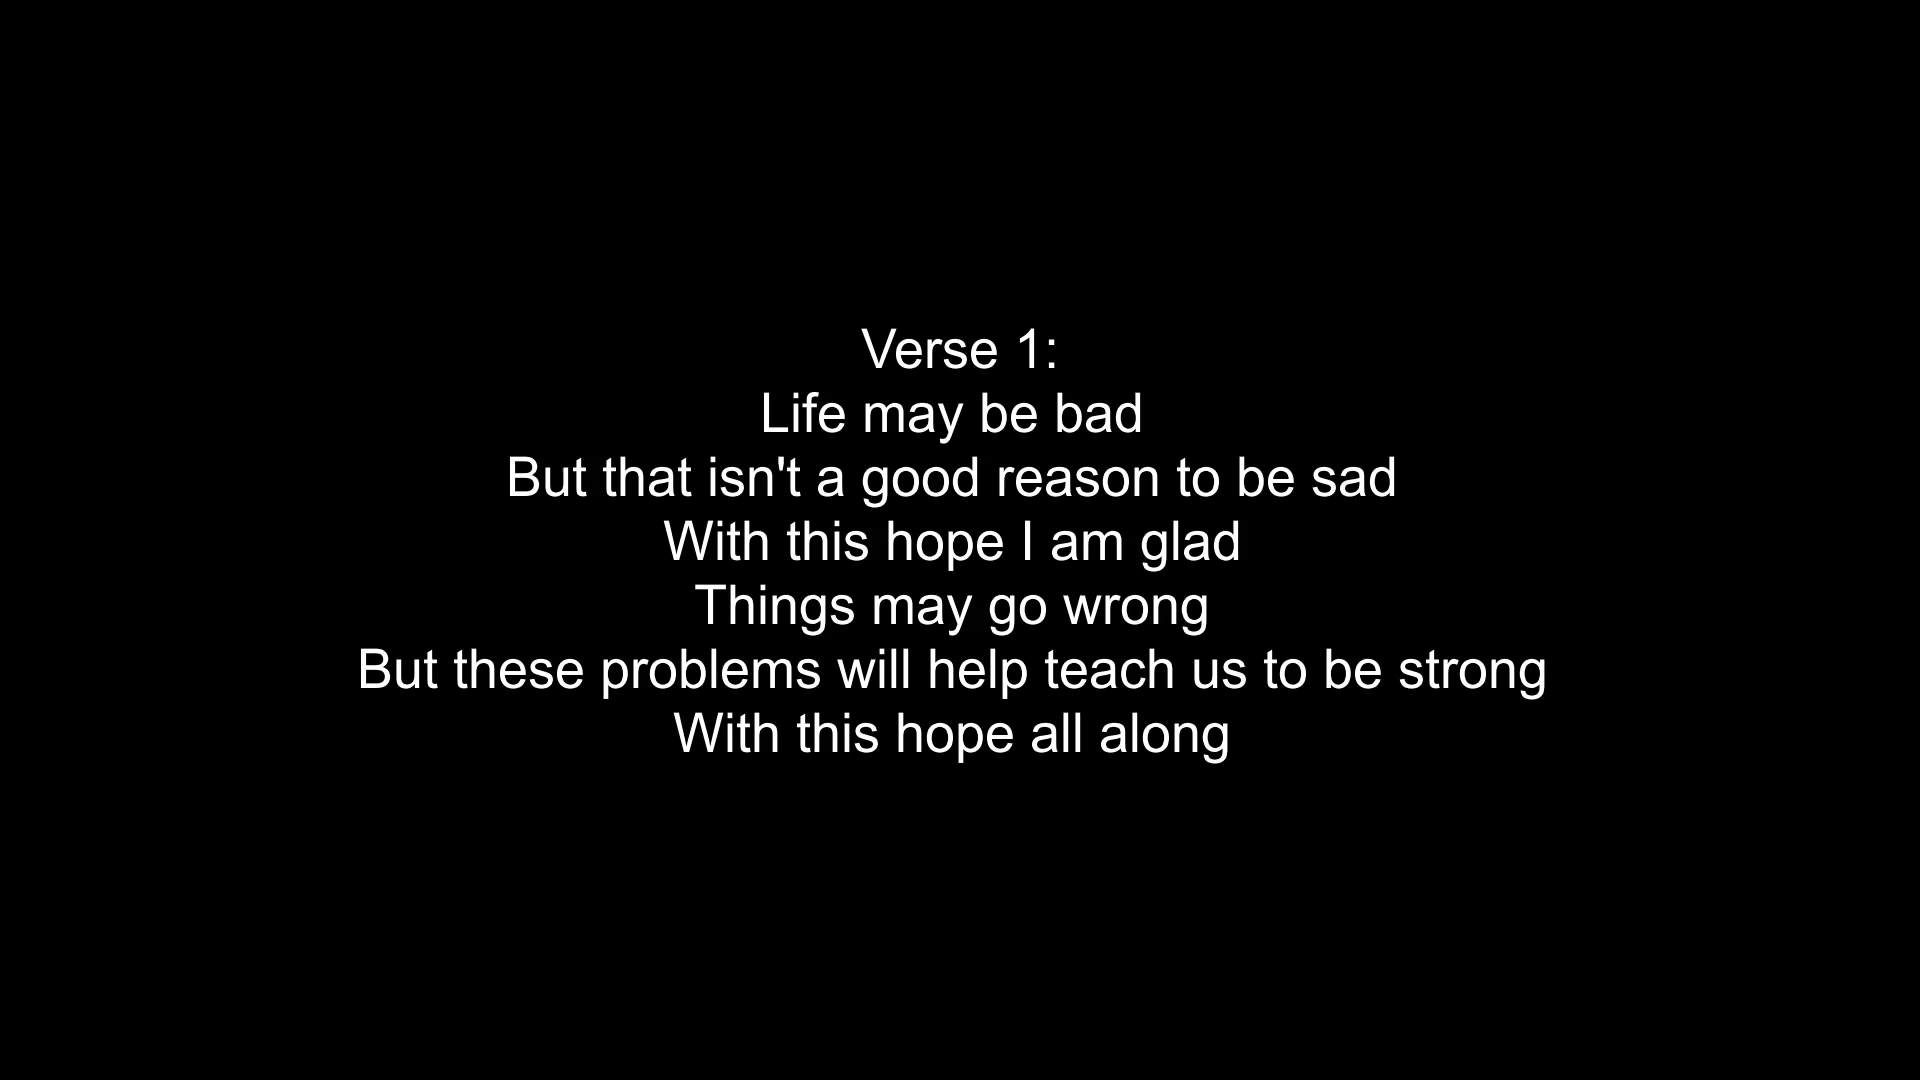 Verse 1:
Life may be bad
But that isn't a good reason to be sad
With this hope I am glad
Things may go wrong
But these problems will help teach us to be strong
With this hope all along